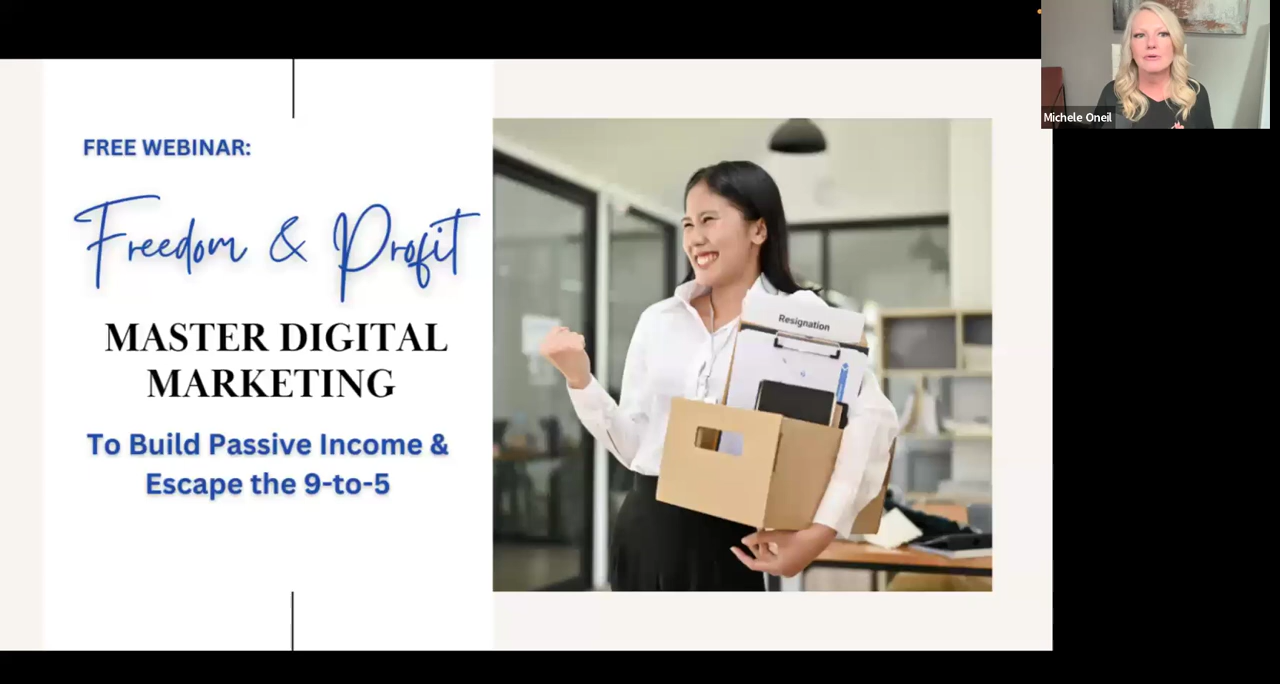 FREE WEBINAR:
Freedom & Profit
MASTER DIGITAL
MARKETING
To Build Passive Income &
Escape the 9-to-5
Resignation
Michele Oneil